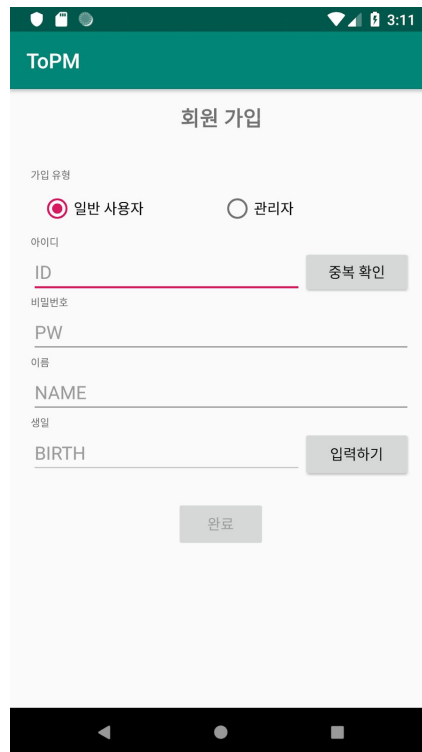 3:11
ToPM
회원 가입
가입 유형
일반 사용자 관리자
아이디
ID 중복 확인
비밀번호
PW
이름
NAME
생일
BIRTH 입력하기
완료